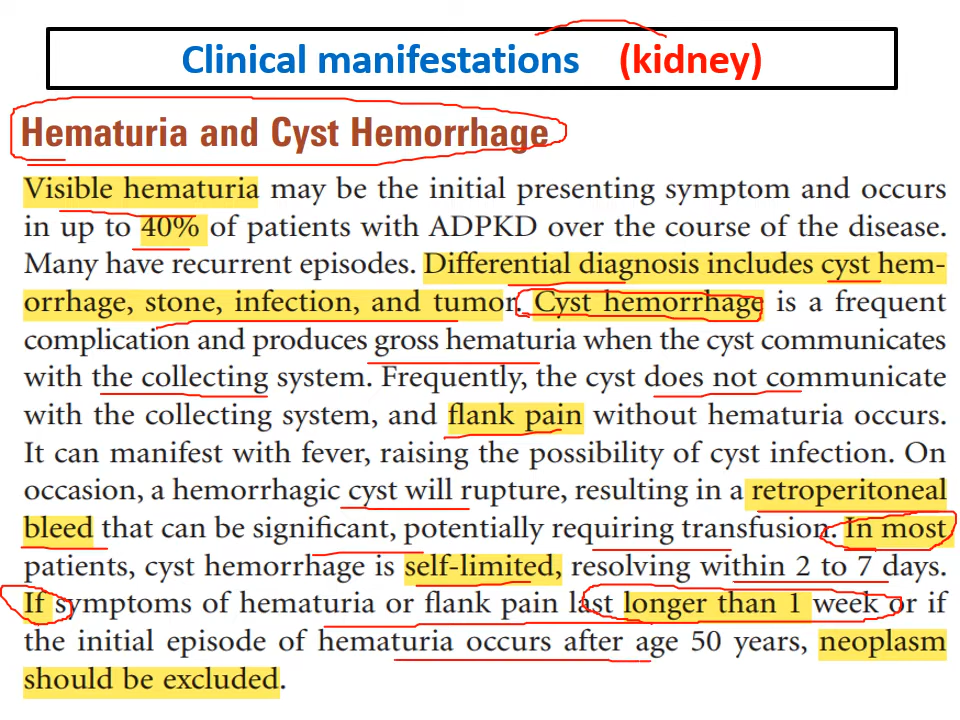 Clinical manifestations (kidney)
Hematuria and Cyst Hemorrhage
Visible hematuria may be the initial presenting symptom and occurs
in up to 40% of patients with ADPKD over the course of the disease.
Many have recurrent episodes. Differential diagnosis includes cyst hem-
orrhage, stone, infection, and tumor. Cyst hemorrhage is a frequent
complication and produces gross hematuria when the cyst communicates
with the collecting system. Frequently, the cyst does not communicate
with the collecting system, and flank pain without hematuria occurs.
It can manifest with fever, raising the possibility of cyst infection. On
occasion, a hemorrhagic cyst will rupture, resulting in a retroperitoneal
bleed that can be significant, potentially requiring transfusion. In most
patients, cyst hemorrhage is self-limited, resolving within 2 to 7 days.
If symptoms of hematuria or flank pain last longer than 1 week or if
the initial episode of hematuria occurs after age 50 years, neoplasm
should be excluded.